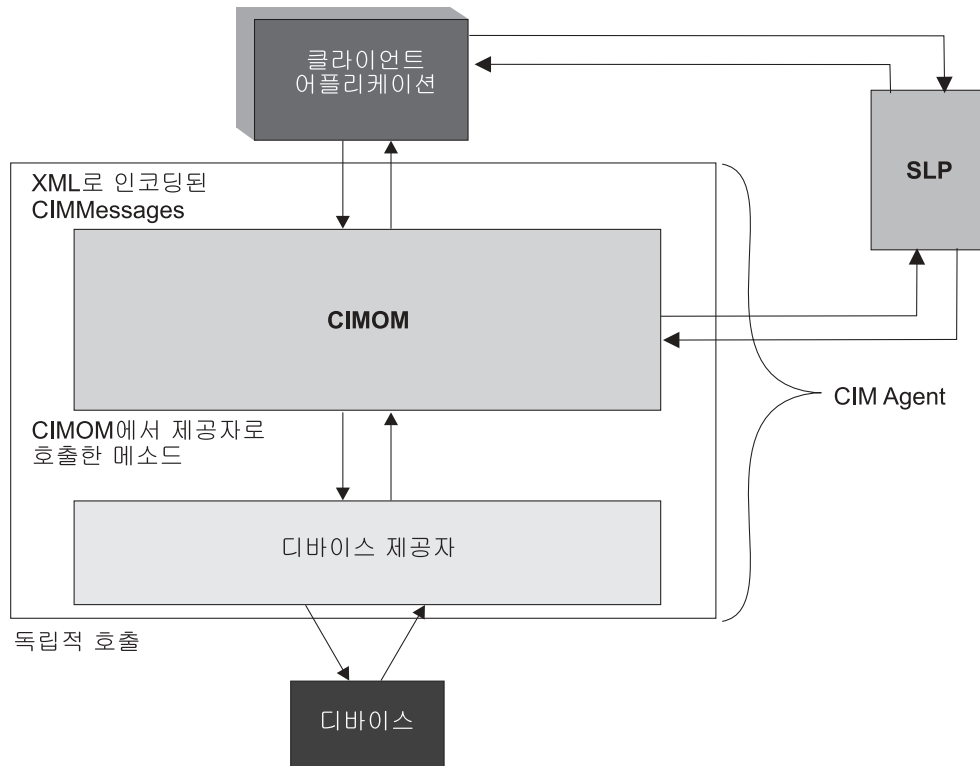 클라이언트
어플리케이션
SLP
XML로 인코딩된
CIMMessages
CIMOM
CIM Agent
CIMOM에서 제공자로
호출한 메소드
디바이스 제공자
독립적 호출
디바이스